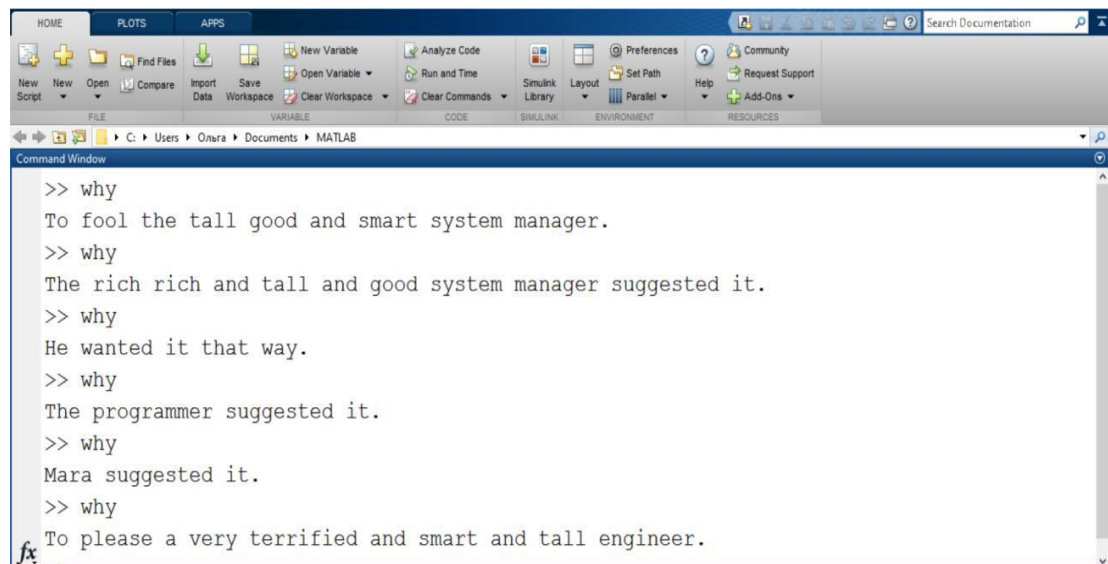 HOME PLOTS APPS Search Documentation
New Script
New
Open
Find Files
Compare
Import Data
Save Workspace
New Variable
Open Variable
Clear Workspace
Analyze Code
Run and Time
Clear Commands
Simulink Library
Layout
Preferences
Set Path
Parallel
Help
Community
Request Support
Add-Ons
FILE VARIABLE CODE SIMULINK ENVIRONMENT RESOURCES
C: Users Ольга Documents MATLAB
Command Window
>> why
To fool the tall good and smart system manager.
>> why
The rich rich and tall and good system manager suggested it.
>> why
He wanted it that way.
>> why
The programmer suggested it.
>> why
Mara suggested it.
>> why
To please a very terrified and smart and tall engineer.
fx